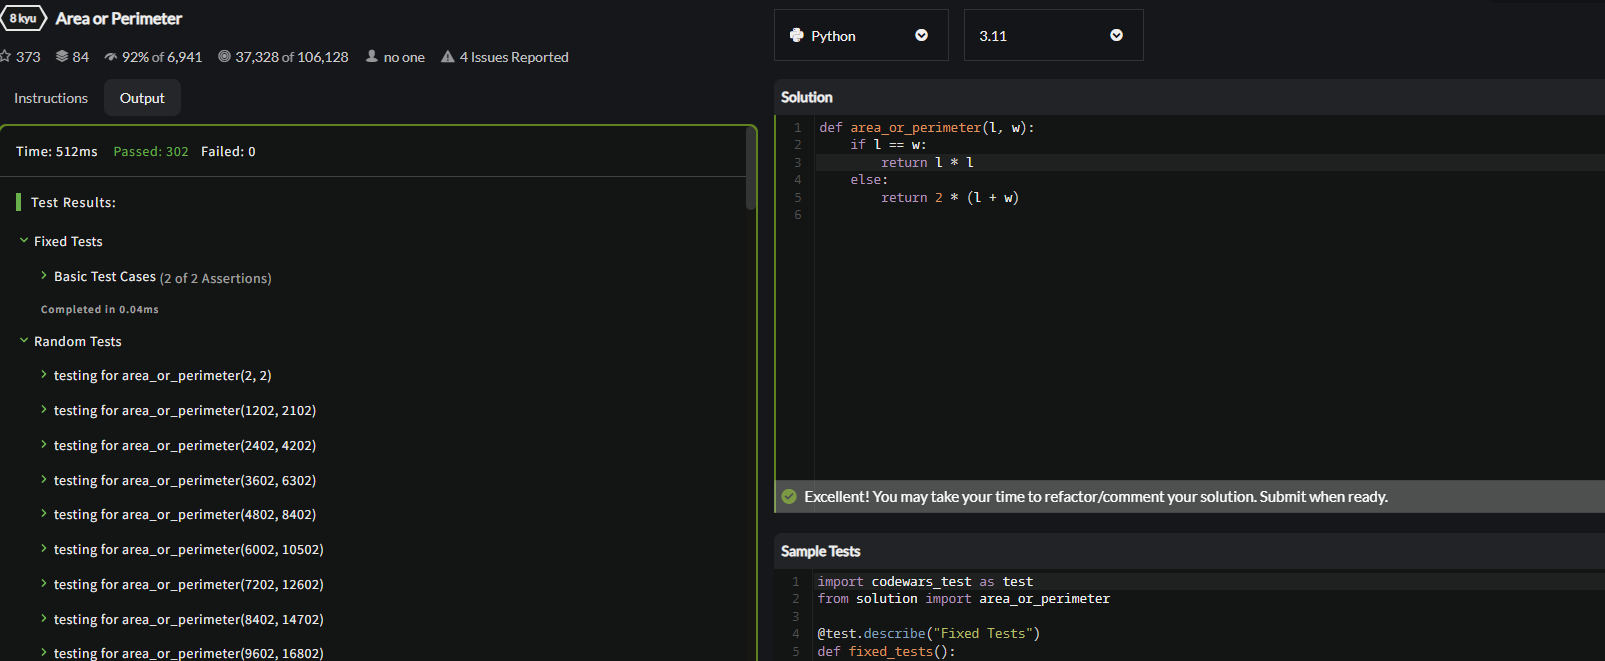 8 kyu Area or Perimeter
373 84 92% of 6,941 37,328 of 106,128 no one 4 Issues Reported
Instructions Output
Time: 512ms Passed: 302 Failed: 0
Test Results:
Fixed Tests
Basic Test Cases (2 of 2 Assertions)
Completed in 0.04ms
Random Tests
testing for area_or_perimeter(2, 2)
testing for area_or_perimeter(1202, 2102)
testing for area_or_perimeter(2402, 4202)
testing for area_or_perimeter(3602, 6302)
testing for area_or_perimeter(4802, 8402)
testing for area_or_perimeter(6002, 10502)
testing for area_or_perimeter(7202, 12602)
testing for area_or_perimeter(8402, 14702)
testing for area_or_perimeter(9602, 16802)
Python 3.11
Solution
1 def area_or_perimeter(l, w):
2     if l == w:
3         return l * l
4     else:
5         return 2 * (l + w)
6
Excellent! You may take your time to refactor/comment your solution. Submit when ready.
Sample Tests
1 import codewars_test as test
2 from solution import area_or_perimeter
3
4 @test.describe("Fixed Tests")
5 def fixed_tests():